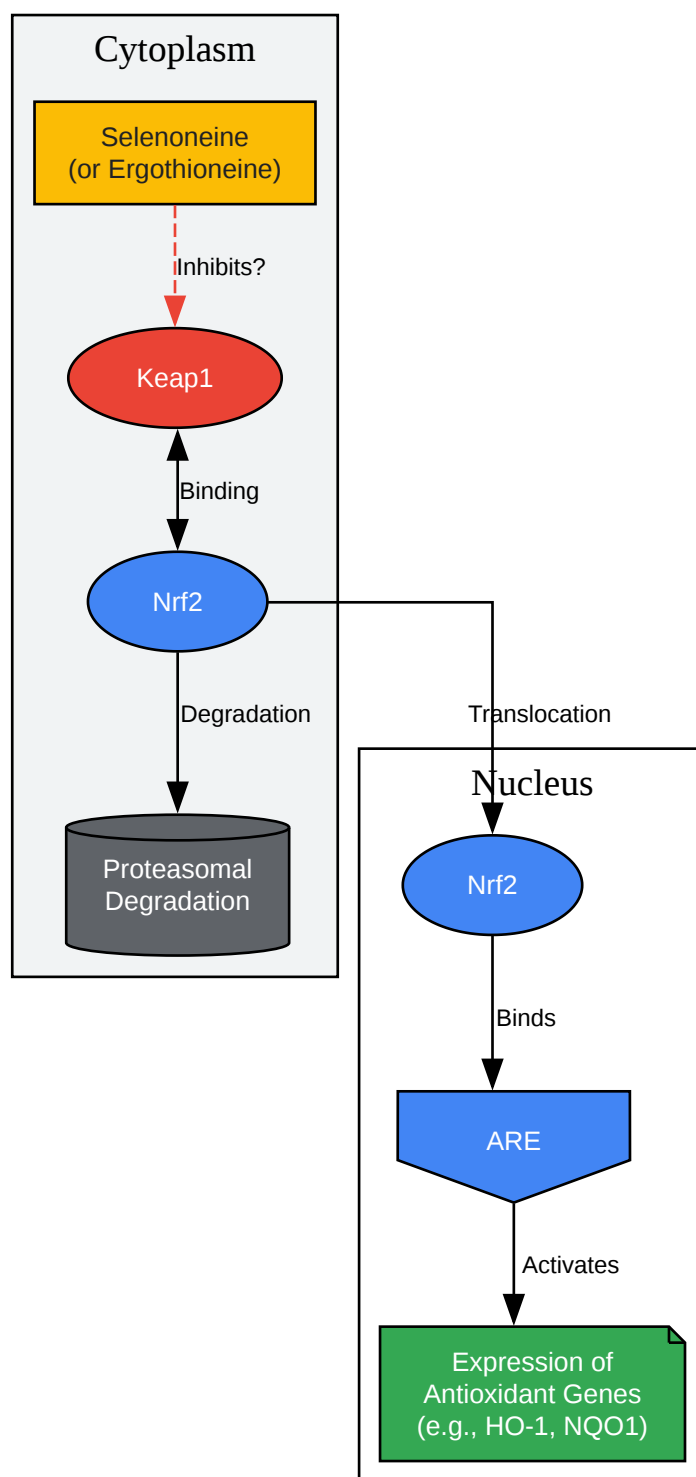 Cytoplasm
Selenoneine
(or Ergothioneine)
Inhibits?
Keap1
Binding
Nrf2
Degradation
Translocation
Proteasomal
Degradation
Nucleus
Nrf2
Binds
ARE
Activates
Expression of
Antioxidant Genes
(e.g., HO-1, NQO1)